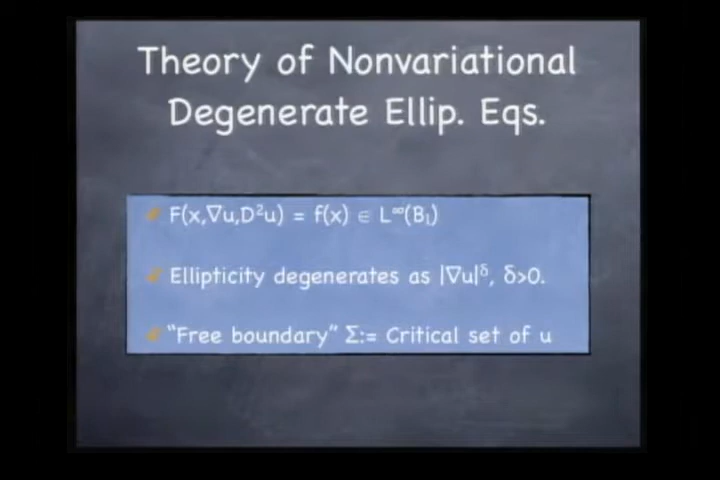 Theory of Nonvariational
Degenerate Ellip. Eqs.
F(x,∇u,D²u) = f(x) ∈ L^∞(B₁)
Ellipticity degenerates as |∇u|^δ, δ>0.
"Free boundary" Σ:= Critical set of u